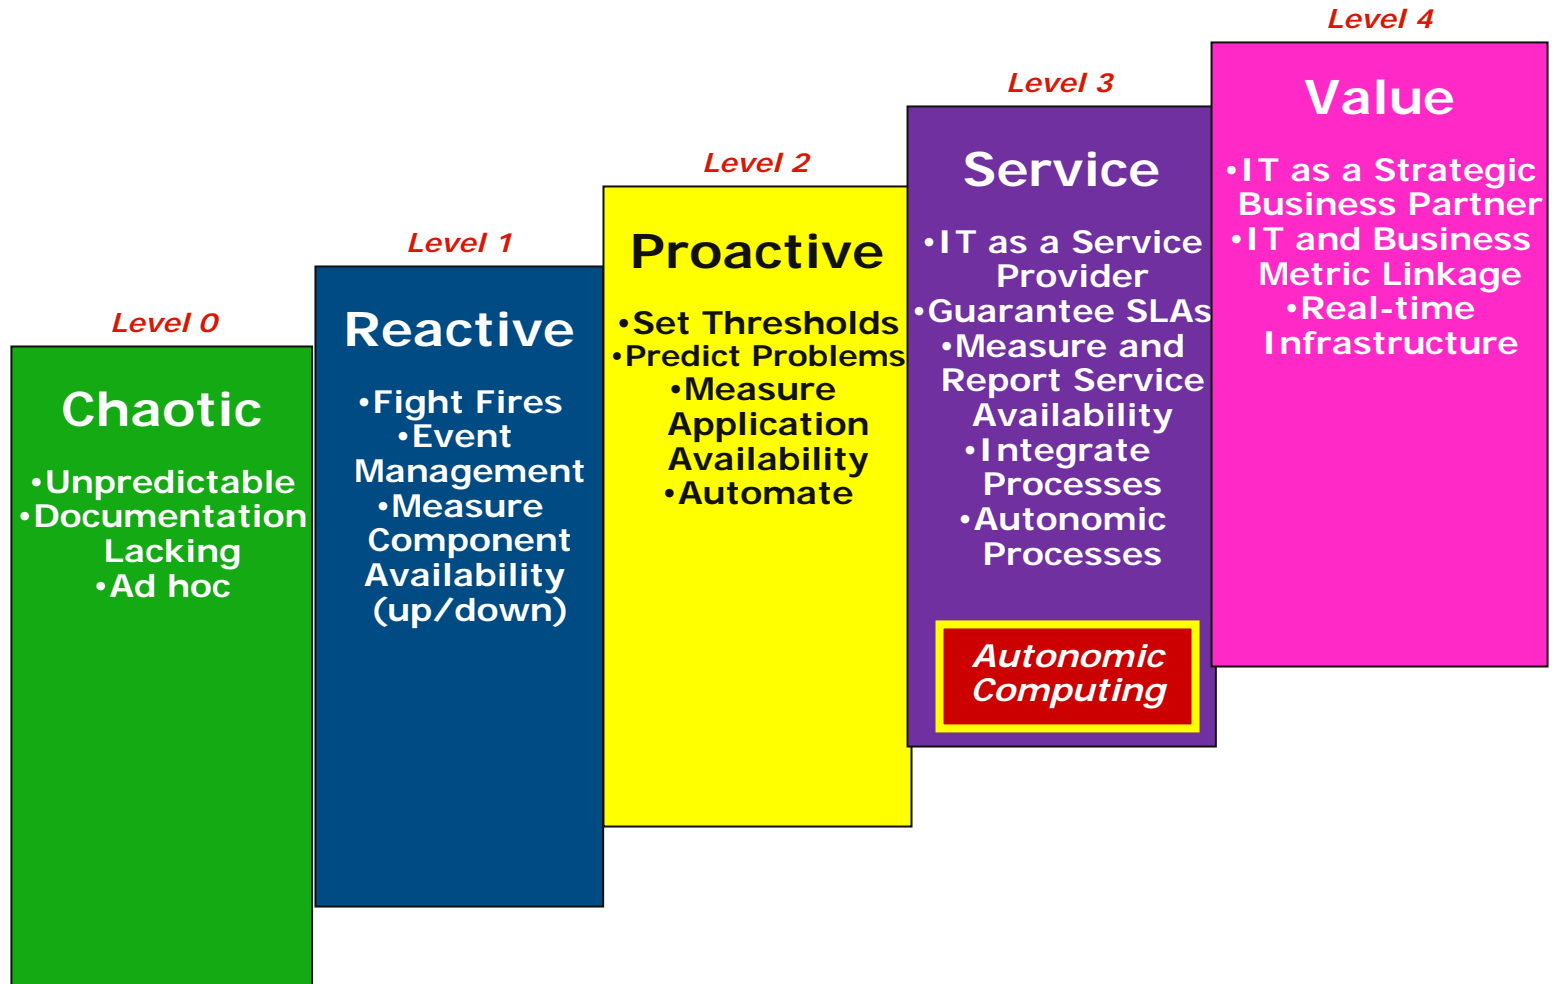 Level 0
Chaotic
•Unpredictable
•Documentation
Lacking
•Ad hoc
Level 1
Reactive
•Fight Fires
•Event
Management
•Measure
Component
Availability
(up/down)
Level 2
Proactive
•Set Thresholds
•Predict Problems
•Measure
Application
Availability
•Automate
Level 3
Service
•IT as a Service
Provider
•Guarantee SLAs
•Measure and
Report Service
Availability
•Integrate
Processes
•Autonomic
Processes
Autonomic
Computing
Level 4
Value
•IT as a Strategic
Business Partner
•IT and Business
Metric Linkage
•Real-time
Infrastructure